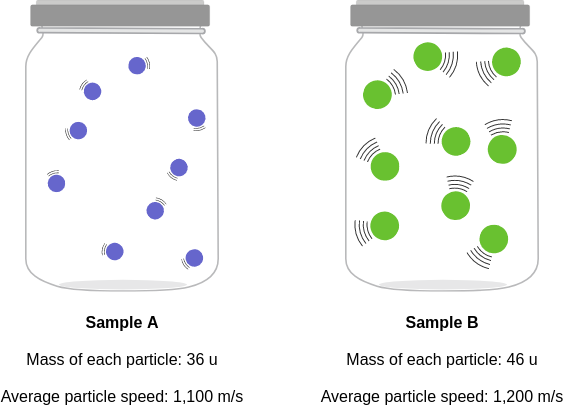 Sample A
Mass of each particle: 36 u
Average particle speed: 1,100 m/s
Sample B
Mass of each particle: 46 u
Average particle speed: 1,200 m/s